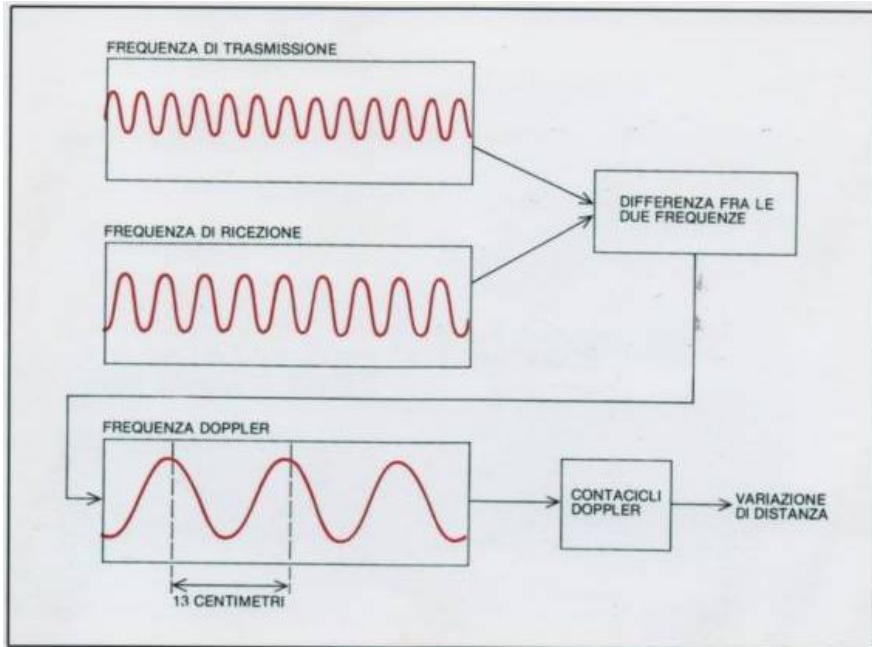 FREQUENZA DI TRASMISSIONE
DIFFERENZA FRA LE
DUE FREQUENZE
FREQUENZA DI RICEZIONE
FREQUENZA DOPPLER
CONTACICLI
DOPPLER
VARIAZIONE
DI DISTANZA
13 CENTIMETRI